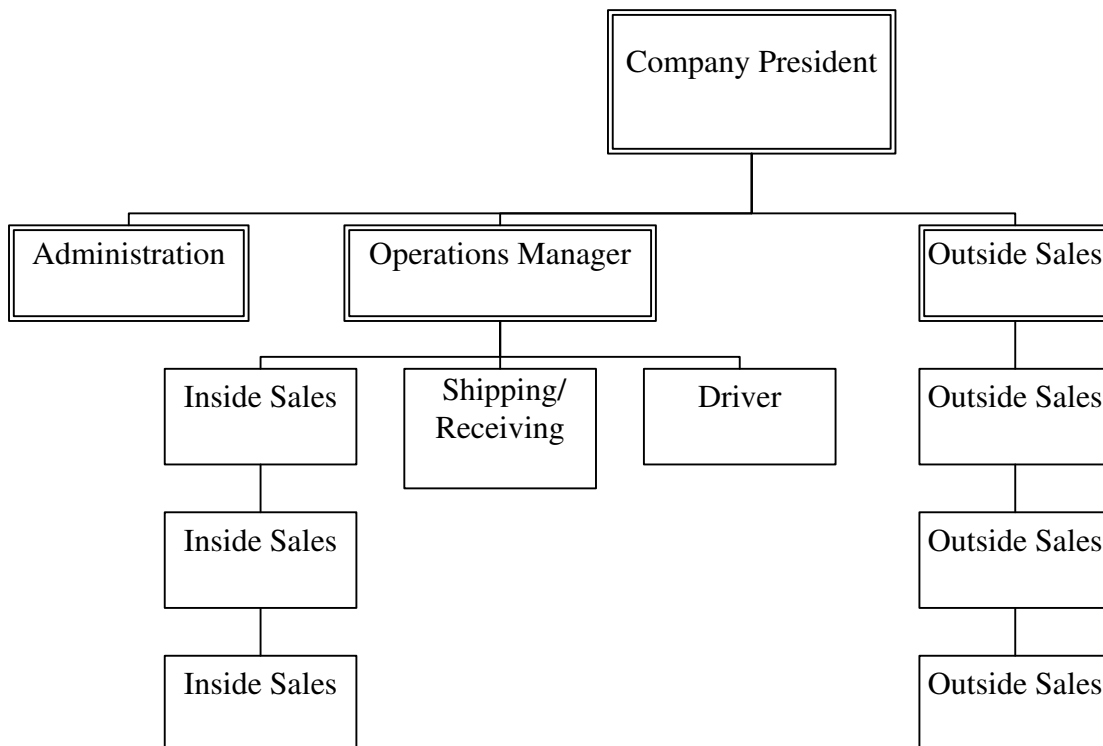 Company President
Administration
Operations Manager
Outside Sales
Inside Sales
Shipping/
Receiving
Driver
Outside Sales
Inside Sales
Outside Sales
Inside Sales
Outside Sales